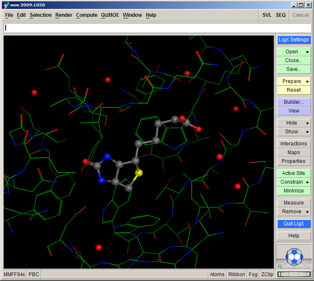 moe 2009.1030
File Edit Selection Render Compute GizMOE Window Help SVL SEQ Cancel
LigX Settings
Open
Close...
Save...
Prepare
Reset
Builder...
View
Hide
Show
Interactions
Maps
Properties
Active Site
Constrain
Minimize
Measure
Remove
Quit LigX
Help
MMFF94x PBC Atoms Ribbon Fog ZClip